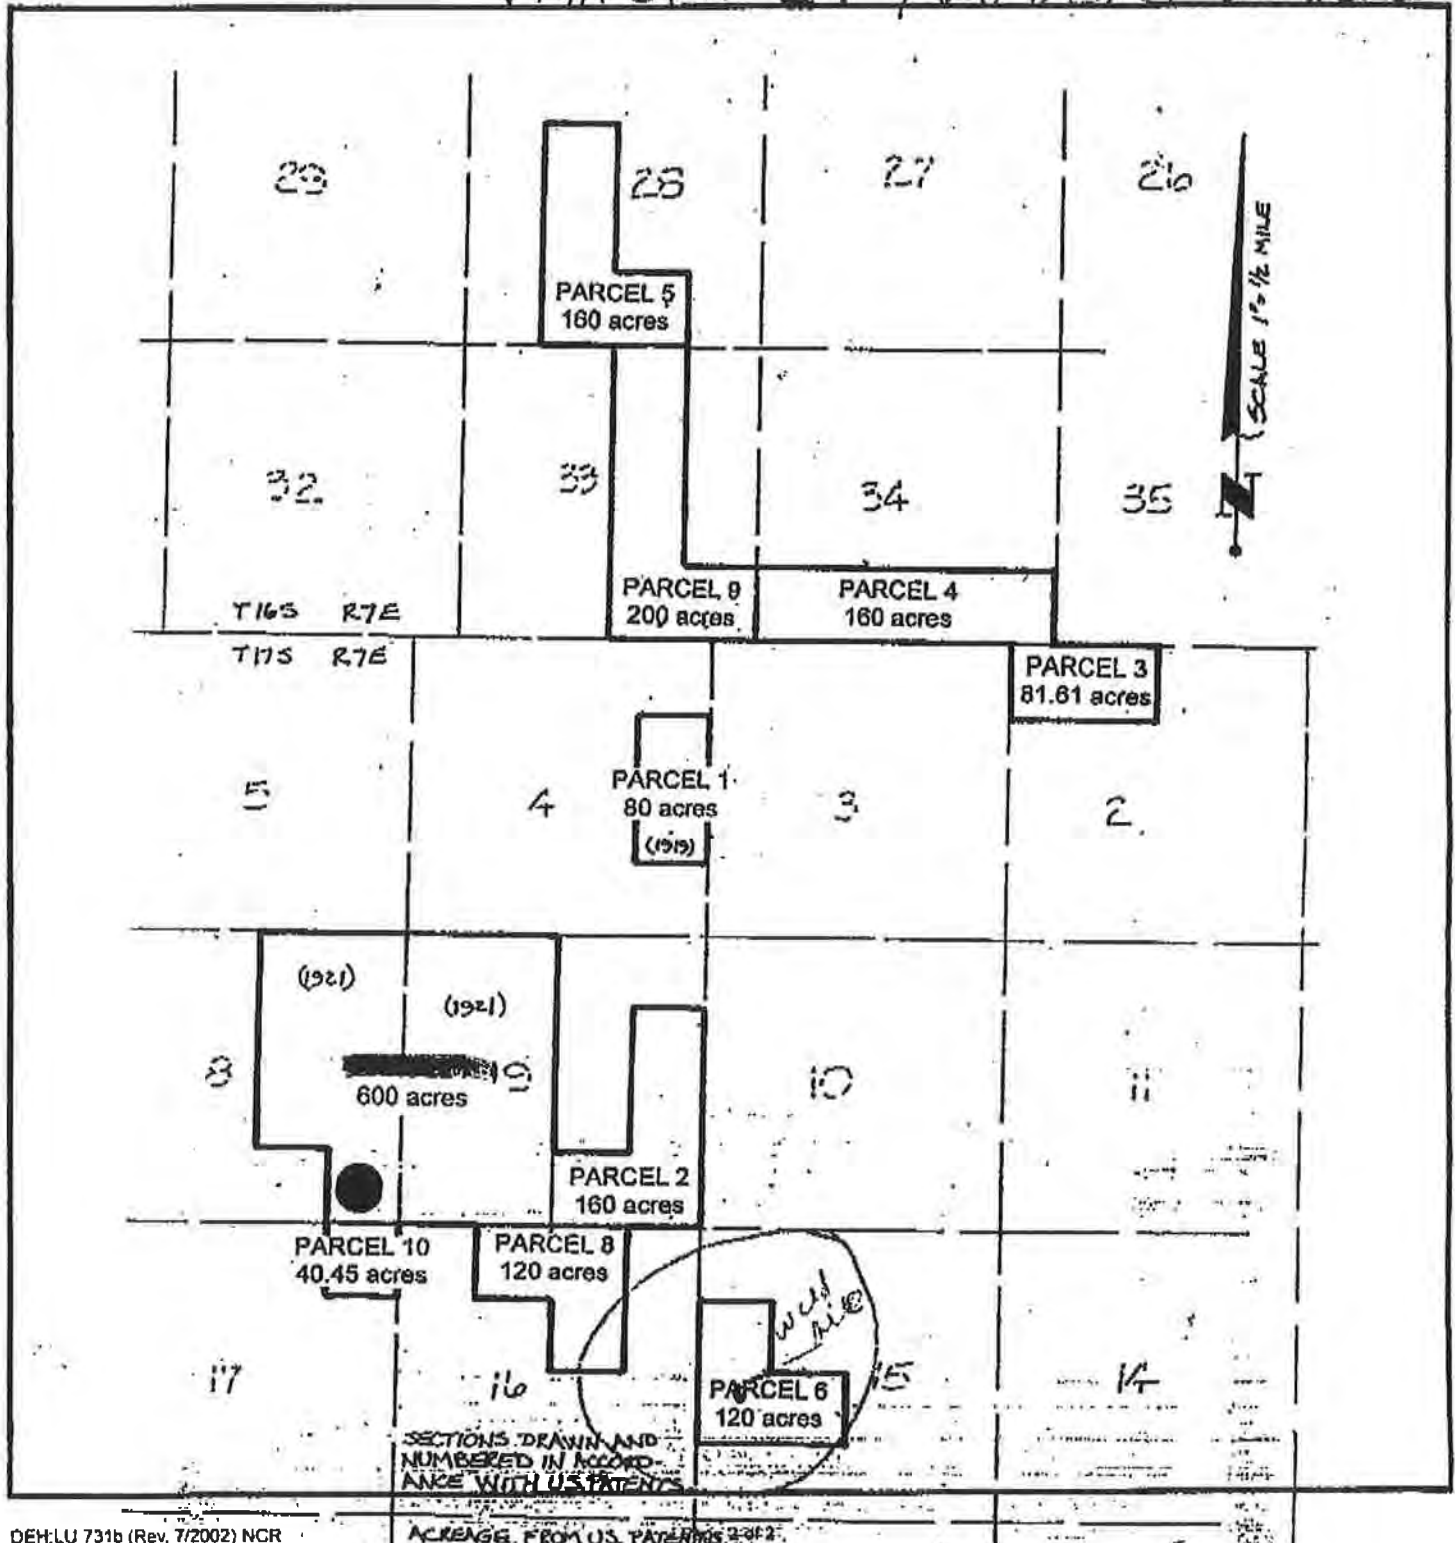 29
28
27
26
SCALE 1"= 1/2 MILE
PARCEL 5
160 acres
32
33
34
35
N
PARCEL 9
200 acres
PARCEL 4
160 acres
T16S R7E
T17S R7E
PARCEL 3
81.61 acres
5
4
PARCEL 1
80 acres
(1919)
3
2
(1921)
(1921)
8
9
600 acres
10
11
PARCEL 2
160 acres
PARCEL 10
40.45 acres
PARCEL 8
120 acres
17
16
PARCEL 6
120 acres
15
14
SECTIONS DRAWN AND
NUMBERED IN ACCORD-
ANCE WITH U.S. PATENTS
DEH:LU 731b (Rev. 7/2002) NCR
ACREAGE FROM U.S. PATENTS 2 of 2